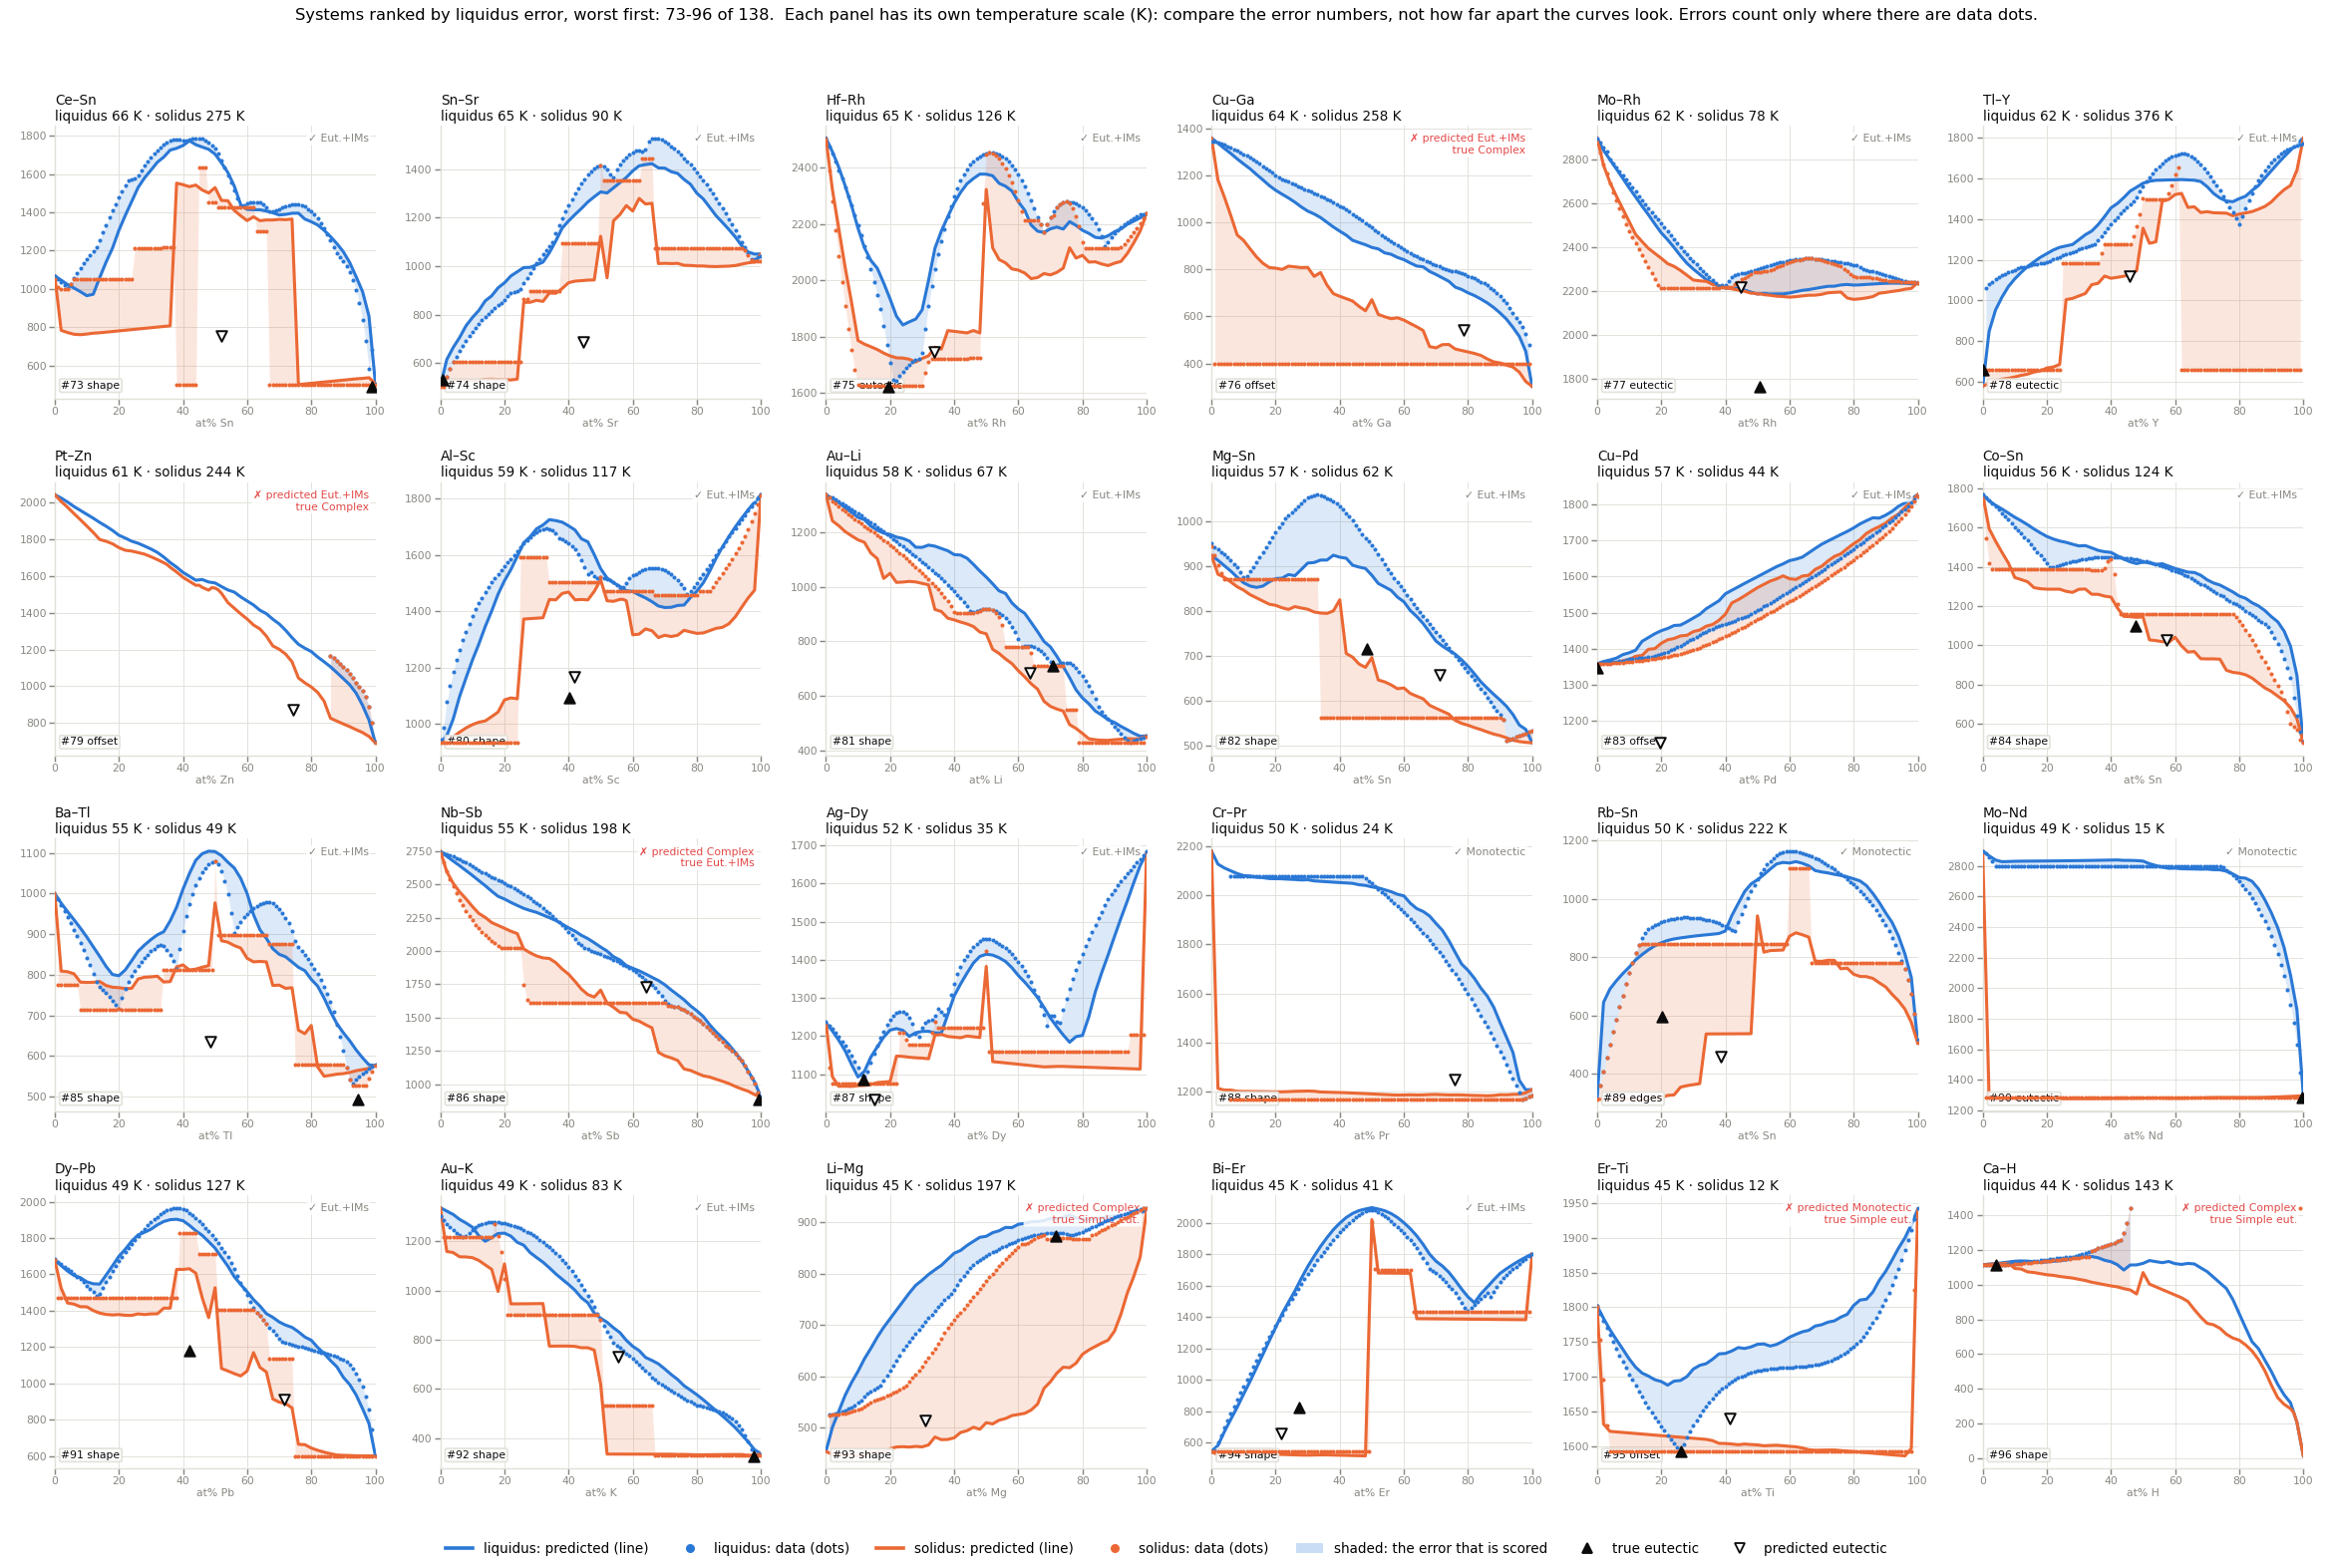 Systems ranked by liquidus error, worst first: 73-96 of 138.  Each panel has its own temperature scale (K): compare the error numbers, not how far apart the curves look. Errors count only where there are data dots.
Ce–Sn
liquidus 66 K · solidus 275 K
✓ Eut.+IMs
#73 shape
at% Sn
Sn–Sr
liquidus 65 K · solidus 90 K
✓ Eut.+IMs
#74 shape
at% Sr
Hf–Rh
liquidus 65 K · solidus 126 K
✓ Eut.+IMs
#75 eutectic
at% Rh
Cu–Ga
liquidus 64 K · solidus 258 K
✗ predicted Eut.+IMs
true Complex
#76 offset
at% Ga
Mo–Rh
liquidus 62 K · solidus 78 K
✓ Eut.+IMs
#77 eutectic
at% Rh
Tl–Y
liquidus 62 K · solidus 376 K
✓ Eut.+IMs
#78 eutectic
at% Y
Pt–Zn
liquidus 61 K · solidus 244 K
✗ predicted Eut.+IMs
true Complex
#79 offset
at% Zn
Al–Sc
liquidus 59 K · solidus 117 K
✓ Eut.+IMs
#80 shape
at% Sc
Au–Li
liquidus 58 K · solidus 67 K
✓ Eut.+IMs
#81 shape
at% Li
Mg–Sn
liquidus 57 K · solidus 62 K
✓ Eut.+IMs
#82 shape
at% Sn
Cu–Pd
liquidus 57 K · solidus 44 K
✓ Eut.+IMs
#83 offset
at% Pd
Co–Sn
liquidus 56 K · solidus 124 K
✓ Eut.+IMs
#84 shape
at% Sn
Ba–Tl
liquidus 55 K · solidus 49 K
✓ Eut.+IMs
#85 shape
at% Tl
Nb–Sb
liquidus 55 K · solidus 198 K
✗ predicted Complex
true Eut.+IMs
#86 shape
at% Sb
Ag–Dy
liquidus 52 K · solidus 35 K
✓ Eut.+IMs
#87 shape
at% Dy
Cr–Pr
liquidus 50 K · solidus 24 K
✓ Monotectic
#88 shape
at% Pr
Rb–Sn
liquidus 50 K · solidus 222 K
✓ Monotectic
#89 edges
at% Sn
Mo–Nd
liquidus 49 K · solidus 15 K
✓ Monotectic
#90 eutectic
at% Nd
Dy–Pb
liquidus 49 K · solidus 127 K
✓ Eut.+IMs
#91 shape
at% Pb
Au–K
liquidus 49 K · solidus 83 K
✓ Eut.+IMs
#92 shape
at% K
Li–Mg
liquidus 45 K · solidus 197 K
✗ predicted Complex
true Simple eut.
#93 shape
at% Mg
Bi–Er
liquidus 45 K · solidus 41 K
✓ Eut.+IMs
#94 shape
at% Er
Er–Ti
liquidus 45 K · solidus 12 K
✗ predicted Monotectic
true Simple eut.
#95 offset
at% Ti
Ca–H
liquidus 44 K · solidus 143 K
✗ predicted Complex
true Simple eut.
#96 shape
at% H
liquidus: predicted (line)
liquidus: data (dots)
solidus: predicted (line)
solidus: data (dots)
shaded: the error that is scored
true eutectic
predicted eutectic